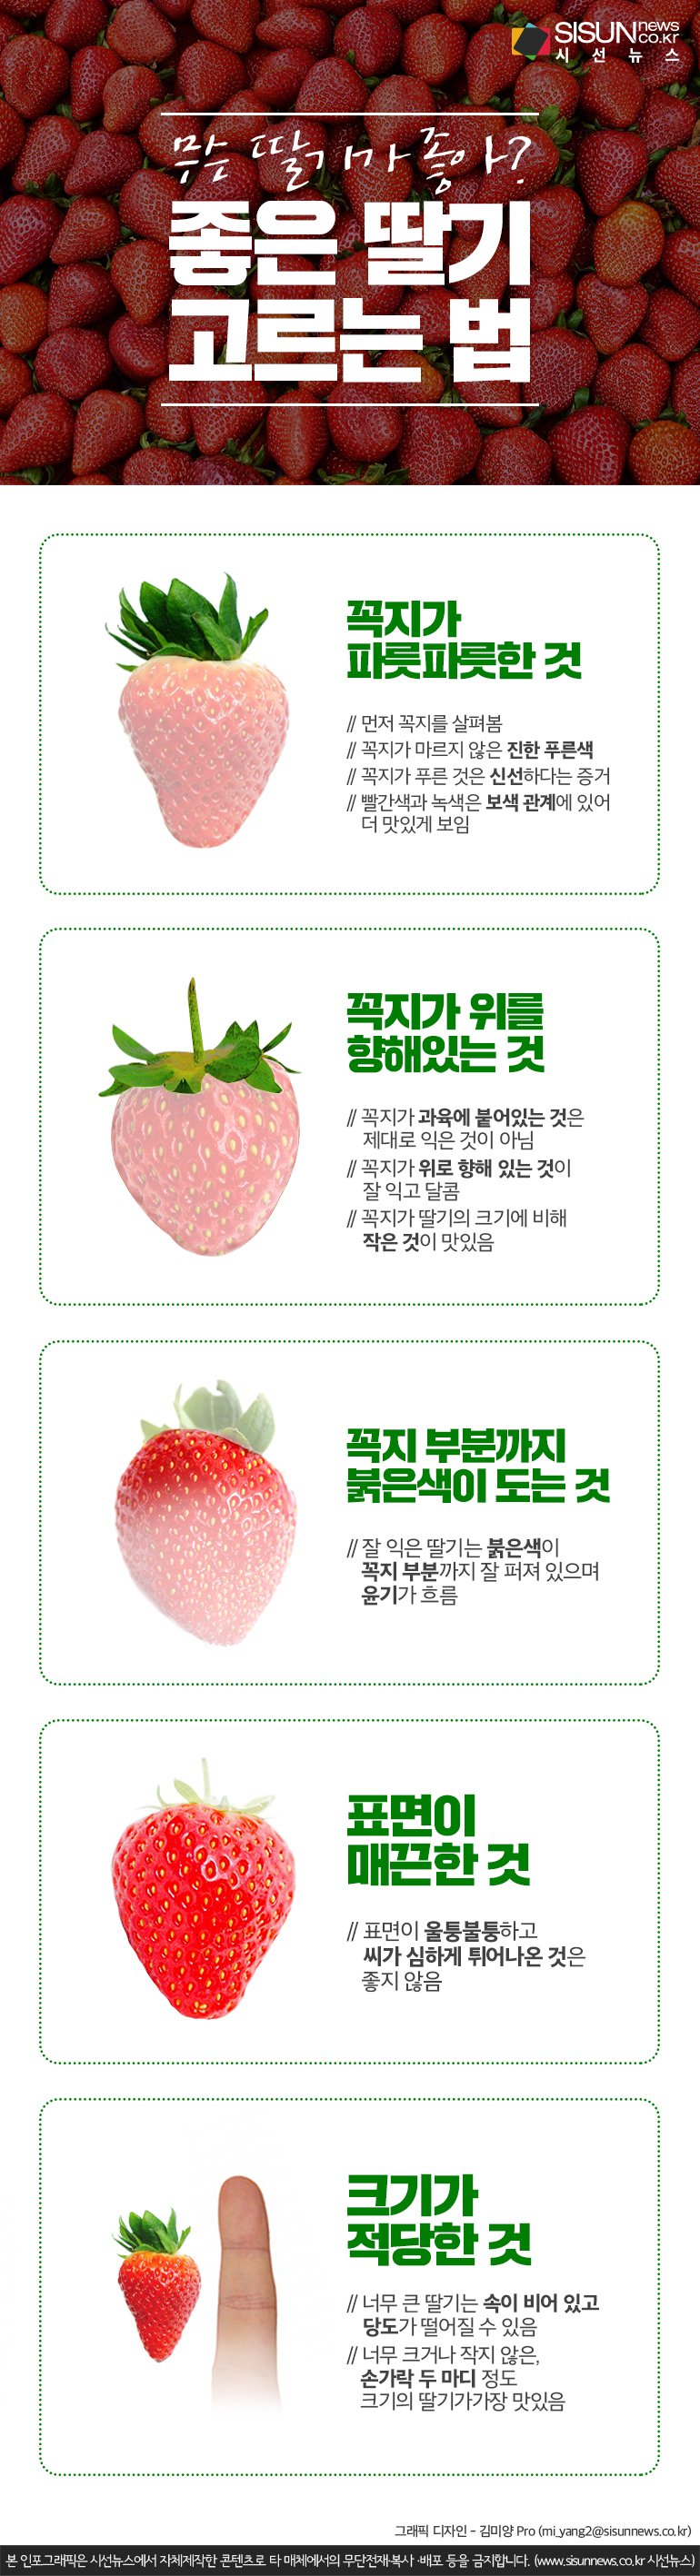 SISUN news
co.kr
시선뉴스
무슨 딸기가 좋아?
좋은 딸기
고르는 법
꼭지가
파릇파릇한 것
// 먼저 꼭지를 살펴봄
// 꼭지가 마르지 않은 진한 푸른색
// 꼭지가 푸른 것은 신선하다는 증거
// 빨간색과 녹색은 보색 관계에 있어
더 맛있게 보임
꼭지가 위를
향해있는 것
// 꼭지가 과육에 붙어있는 것은
제대로 익은 것이 아님
// 꼭지가 위로 향해 있는 것이
잘 익고 달콤
// 꼭지가 딸기의 크기에 비해
작은 것이 맛있음
꼭지 부분까지
붉은색이 도는 것
// 잘 익은 딸기는 붉은색이
꼭지 부분까지 잘 퍼져 있으며
윤기가 흐름
표면이
매끈한 것
// 표면이 울퉁불퉁하고
씨가 심하게 튀어나온 것은
좋지 않음
크기가
적당한 것
// 너무 큰 딸기는 속이 비어 있고
당도가 떨어질 수 있음
// 너무 크거나 작지 않은,
손가락 두 마디 정도
크기의 딸기가가장 맛있음
그래픽 디자인 - 김미양 Pro (mi_yang2@sisunnews.co.kr)
본 인포그래픽은 시선뉴스에서 자체제작한 콘텐츠로 타 매체에서의 무단전재·복사·배포 등을 금지합니다. (www.sisunnews.co.kr 시선뉴스)